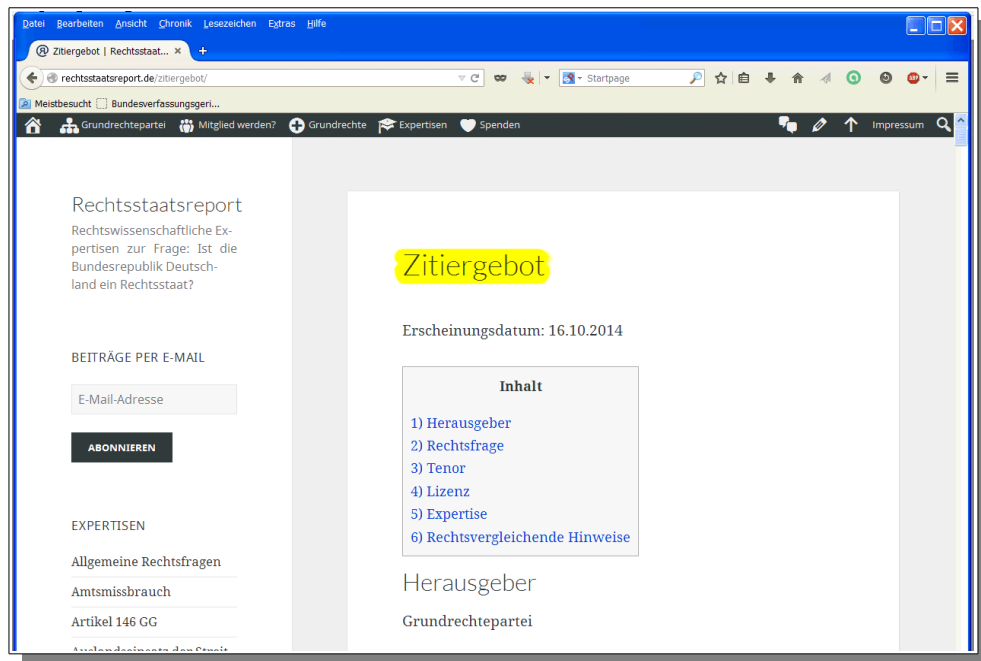 Datei Bearbeiten Ansicht Chronik Lesezeichen Extras Hilfe
Zitiergebot | Rechtsstaat... × +
rechtsstaatsreport.de/zitiergebot/
Startpage
Meistbesucht Bundesverfassungsgeri...
Grundrechtepartei Mitglied werden? Grundrechte Expertisen Spenden Impressum
Rechtsstaatsreport
Rechtswissenschaftliche Ex-
pertisen zur Frage: Ist die
Bundesrepublik Deutsch-
land ein Rechtsstaat?
BEITRÄGE PER E-MAIL
E-Mail-Adresse
ABONNIEREN
EXPERTISEN
Allgemeine Rechtsfragen
Amtsmissbrauch
Artikel 146 GG
Auslandseinsatz der Streit-
Zitiergebot
Erscheinungsdatum: 16.10.2014
Inhalt
1) Herausgeber
2) Rechtsfrage
3) Tenor
4) Lizenz
5) Expertise
6) Rechtsvergleichende Hinweise
Herausgeber
Grundrechtepartei